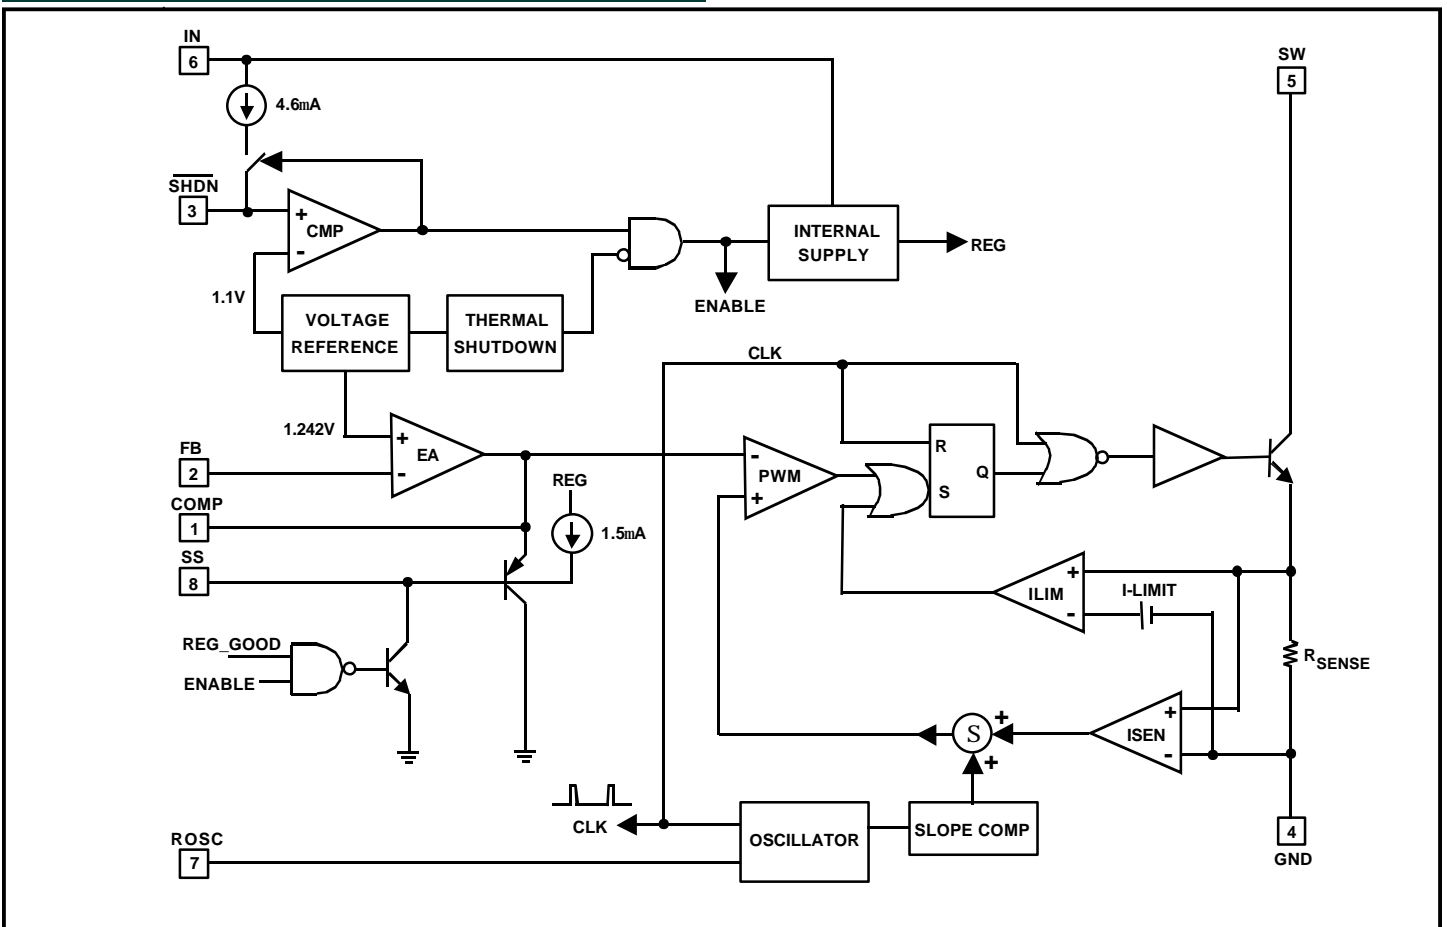 IN
6
4.6mA
SW
5
SHDN
3
+
CMP
-
1.1V
INTERNAL
SUPPLY
REG
ENABLE
VOLTAGE
REFERENCE
THERMAL
SHUTDOWN
CLK
1.242V
+
EA
-
FB
2
COMP
1
SS
8
REG
1.5mA
-
PWM
+
R
Q
S
+
ILIM
-
I-LIMIT
RSENSE
REG_GOOD
ENABLE
+
ISEN
-
S
+
+
CLK
OSCILLATOR
SLOPE COMP
4
GND
ROSC
7